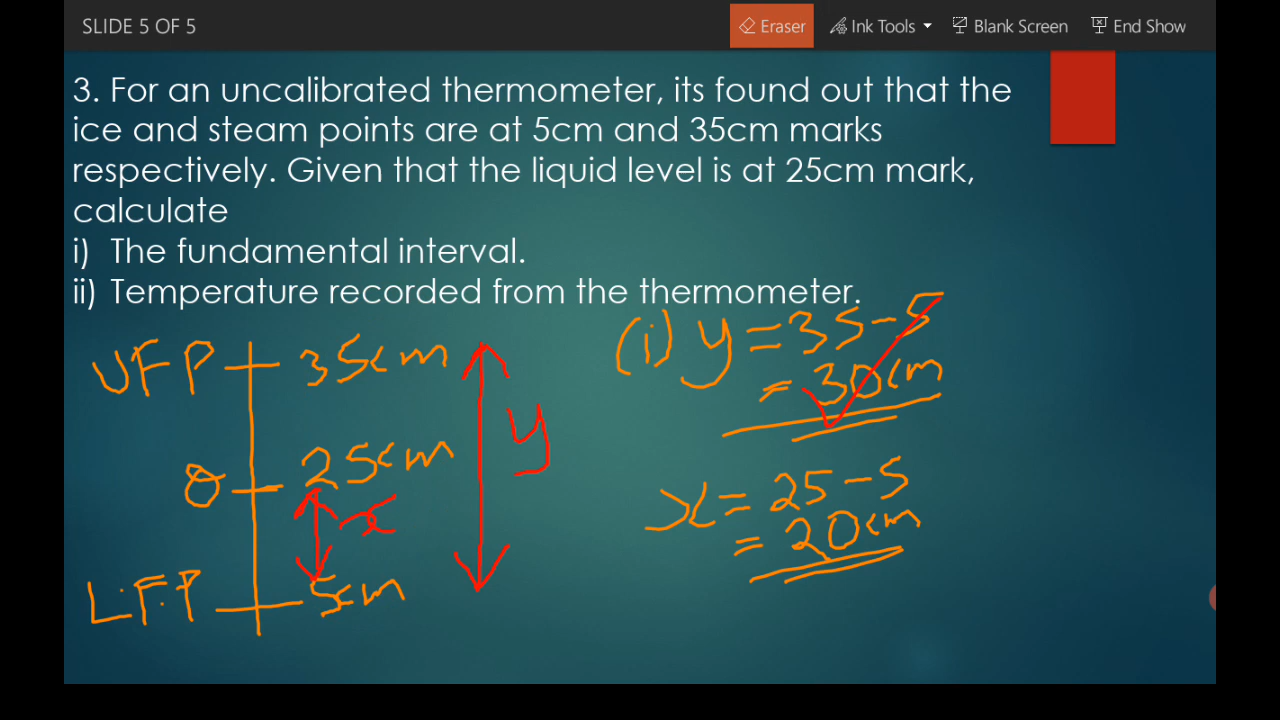 SLIDE 5 OF 5
Eraser
Ink Tools
Blank Screen
End Show
3. For an uncalibrated thermometer, its found out that the
ice and steam points are at 5cm and 35cm marks
respectively. Given that the liquid level is at 25cm mark,
calculate
i) The fundamental interval.
ii) Temperature recorded from the thermometer.
UFP 35cm
θ 25cm
x
L.F.P 5cm
y
(i) y = 35 - 5
= 30cm
x = 25 - 5
= 20cm